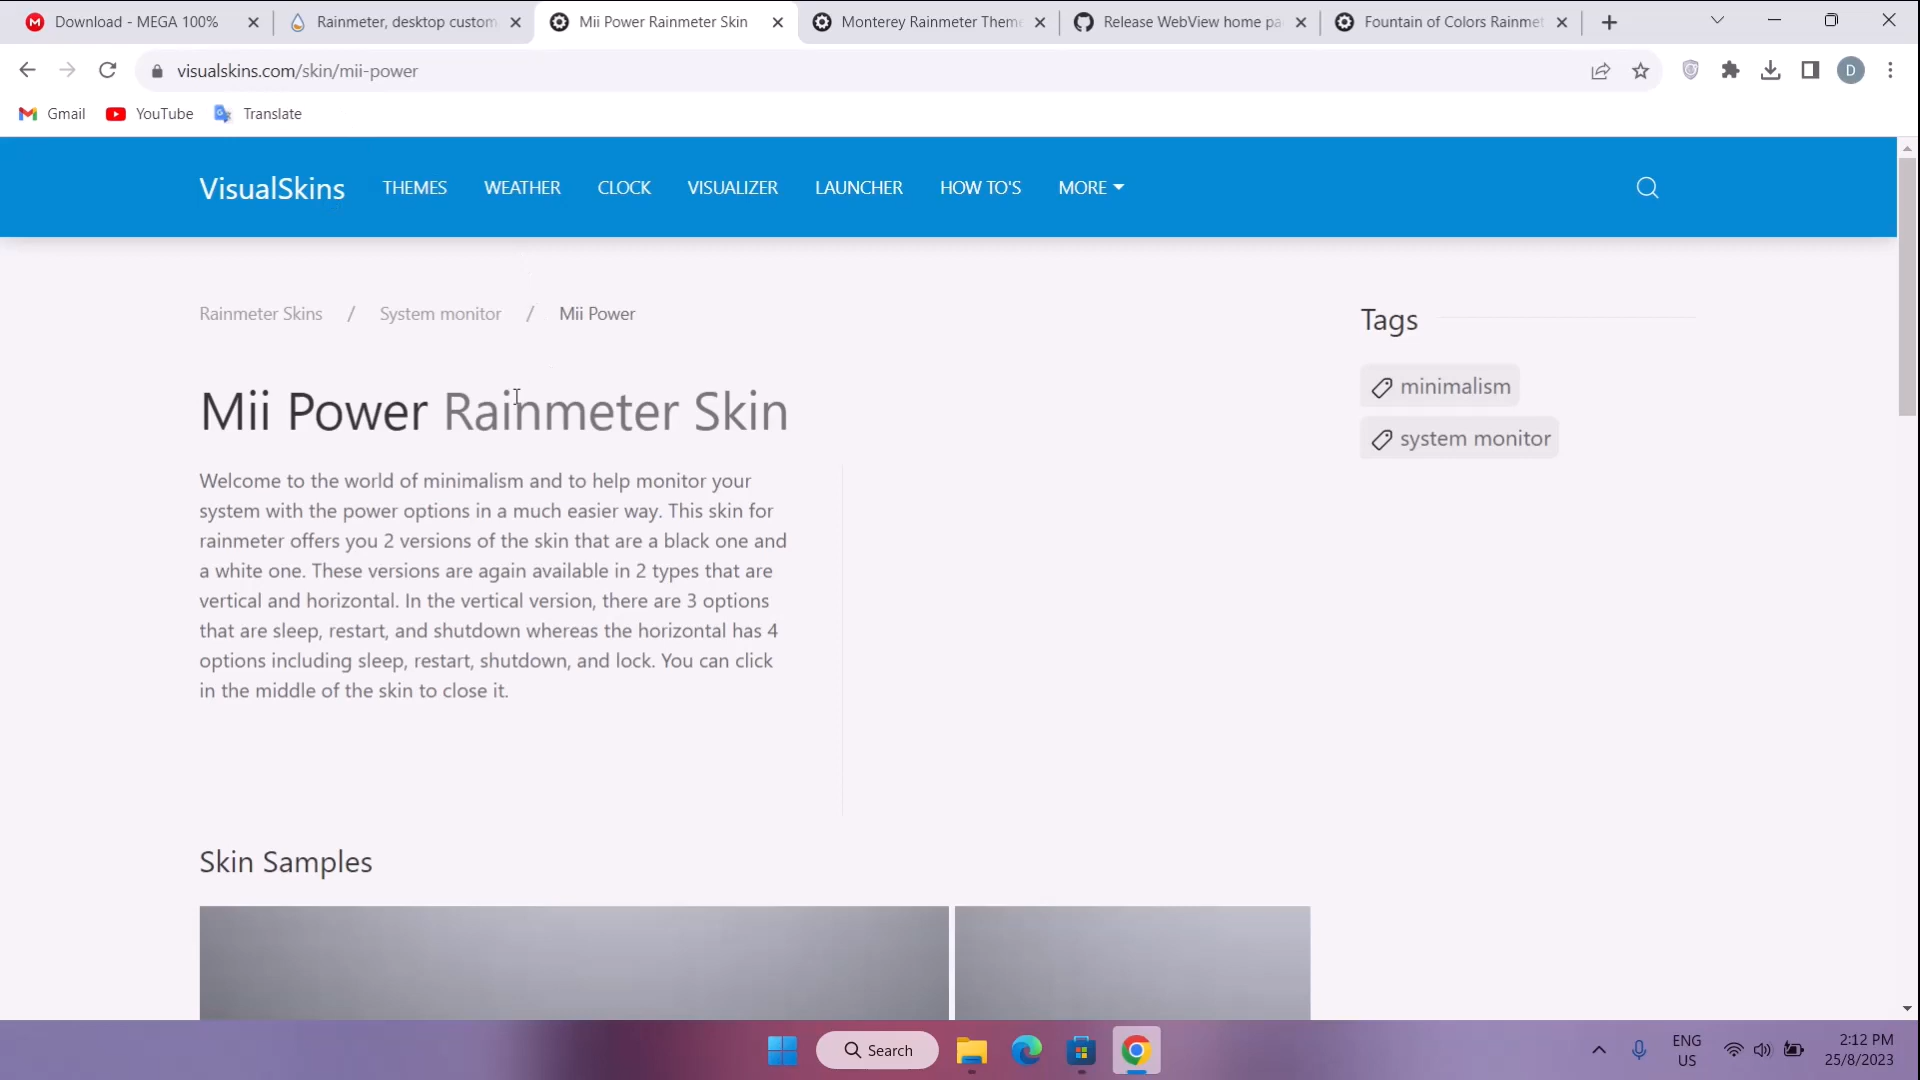 Download - MEGA 100%
Rainmeter, desktop custom
Mii Power Rainmeter Skin
Monterey Rainmeter Theme
Release WebView home pa
Fountain of Colors Rainmet
visualskins.com/skin/mii-power
D
Gmail
YouTube
Translate
VisualSkins
THEMES
WEATHER
CLOCK
VISUALIZER
LAUNCHER
HOW TO'S
MORE
Rainmeter Skins / System monitor / Mii Power
Tags
minimalism
system monitor
Mii Power Rainmeter Skin
Welcome to the world of minimalism and to help monitor your
system with the power options in a much easier way. This skin for
rainmeter offers you 2 versions of the skin that are a black one and
a white one. These versions are again available in 2 types that are
vertical and horizontal. In the vertical version, there are 3 options
that are sleep, restart, and shutdown whereas the horizontal has 4
options including sleep, restart, shutdown, and lock. You can click
in the middle of the skin to close it.
Skin Samples
Search
ENG
US
2:12 PM
25/8/2023